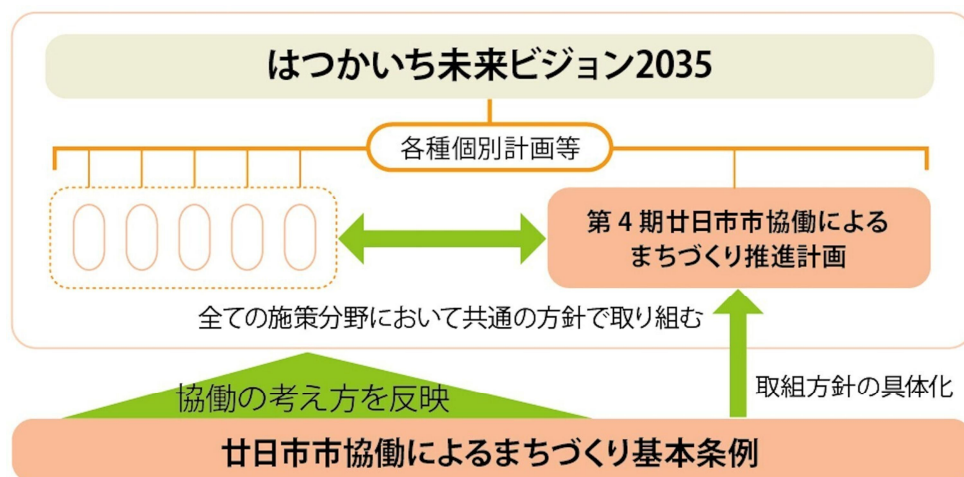 はつかいち未来ビジョン2035
各種個別計画等
第4期廿日市市協働による
まちづくり推進計画
全ての施策分野において共通の方針で取り組む
協働の考え方を反映
取組方針の具体化
廿日市市協働によるまちづくり基本条例